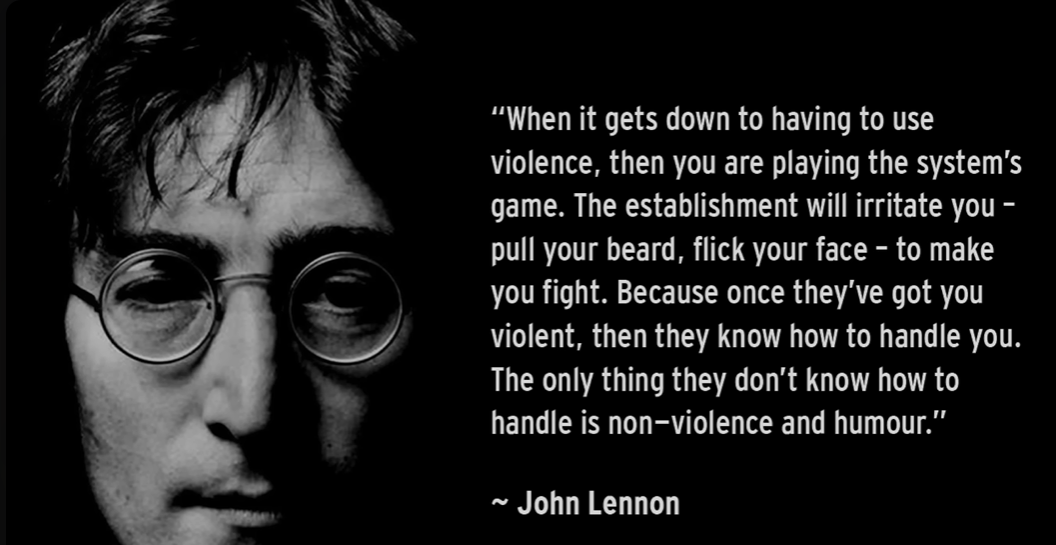 “When it gets down to having to use
violence, then you are playing the system’s
game. The establishment will irritate you –
pull your beard, flick your face – to make
you fight. Because once they’ve got you
violent, then they know how to handle you.
The only thing they don’t know how to
handle is non–violence and humour.”
~ John Lennon